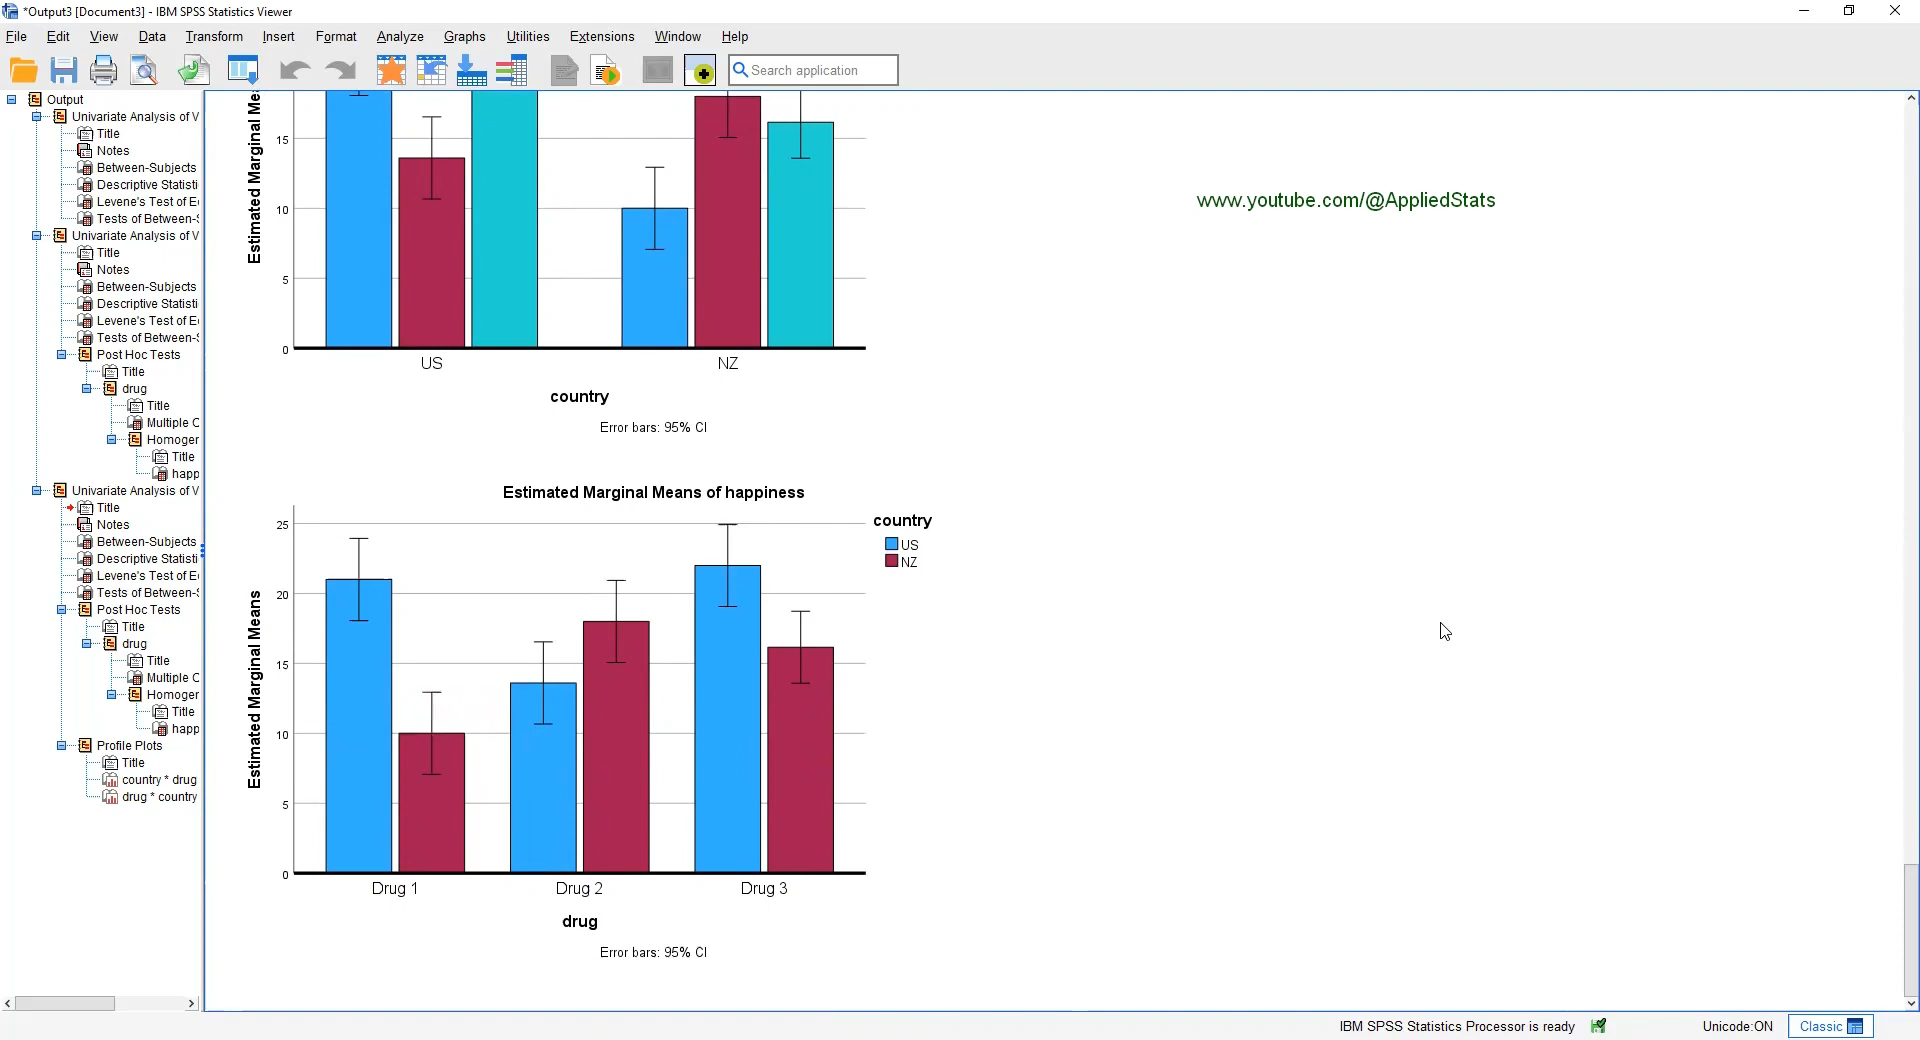 *Output3 [Document3] - IBM SPSS Statistics Viewer
File Edit View Data Transform Insert Format Analyze Graphs Utilities Extensions Window Help
Search application
Output
Univariate Analysis of V
Title
Notes
Between-Subjects
Descriptive Statisti
Levene's Test of E
Tests of Between-S
Univariate Analysis of V
Title
Notes
Between-Subjects
Descriptive Statisti
Levene's Test of E
Tests of Between-S
Post Hoc Tests
Title
drug
Title
Multiple C
Homoger
Title
happ
Univariate Analysis of V
Title
Notes
Between-Subjects
Descriptive Statisti
Levene's Test of E
Tests of Between-S
Post Hoc Tests
Title
drug
Title
Multiple C
Homoger
Title
happ
Profile Plots
Title
country * drug
drug * country
Estimated Marginal Me
15
10
5
0
US NZ
country
Error bars: 95% CI
www.youtube.com/@AppliedStats
Estimated Marginal Means of happiness
Estimated Marginal Means
25
20
15
10
5
0
country
US
NZ
Drug 1 Drug 2 Drug 3
drug
Error bars: 95% CI
IBM SPSS Statistics Processor is ready Unicode:ON Classic